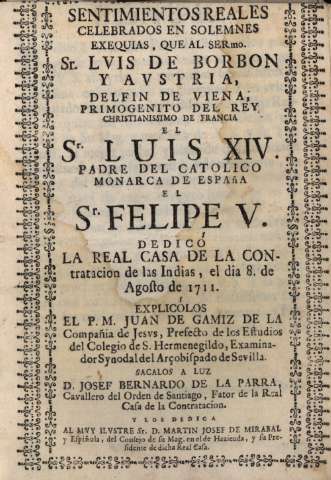 SENTIMIENTOS REALES
CELEBRADOS EN SOLEMNES
EXEQUIAS, QUE AL SERmo.
Sr. LVIS DE BORBON
Y AVSTRIA,
DELFIN DE VIENA,
PRIMOGENITO DEL REY
CHRISTIANISSIMO DE FRANCIA
EL
Sr. LUIS XIV.
PADRE DEL CATOLICO
MONARCA DE ESPAñA
EL
Sr. FELIPE V.
DEDICÓ
LA REAL CASA DE LA CON-
tratacion de las Indias, el dia 8. de
Agosto de 1711.
EXPLICÓLOS
EL P. M. JUAN DE GAMIZ DE LA
Compañia de Jesvs, Prefecto de los Estudios
del Colegio de S. Hermenegildo, Examina-
dor Synodal del Arçobispado de Sevilla.
SACALOS A LUZ
D. JOSEF BERNARDO DE LA PARRA,
Cavallero del Orden de Santiago, Fator de la Real
Casa de la Contratacion.
Y LOS DEDICA
AL MVY ILVSTRE Sr. D. MARTIN JOSEF DE MIRABAL
y Espinola, del Consejo de su Mag. en el de Hazienda, y su Pre-
sidente de dicha Real Casa.